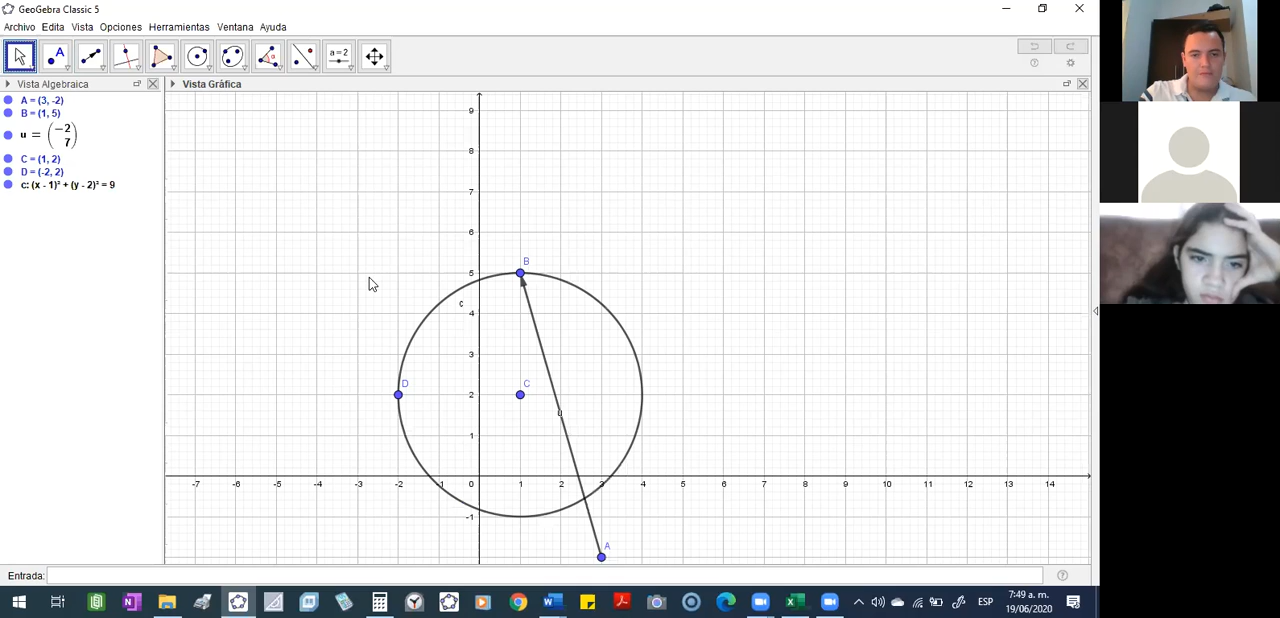 GeoGebra Classic 5
Archivo Edita Vista Opciones Herramientas Ventana Ayuda
A
a = 2
Vista Algebraica
Vista Gráfica
A = (3, -2)
B = (1, 5)
u = (−2
7)
C = (1, 2)
D = (-2, 2)
c: (x - 1)² + (y - 2)² = 9
9
8
7
6
B
5
c
4
3
D
C
2
u
1
-7 -6 -5 -4 -3 -2 -1 0 1 2 3 4 5 6 7 8 9 10 11 12 13 14
-1
A
Entrada:
ESP
7:49 a. m.
19/06/2020